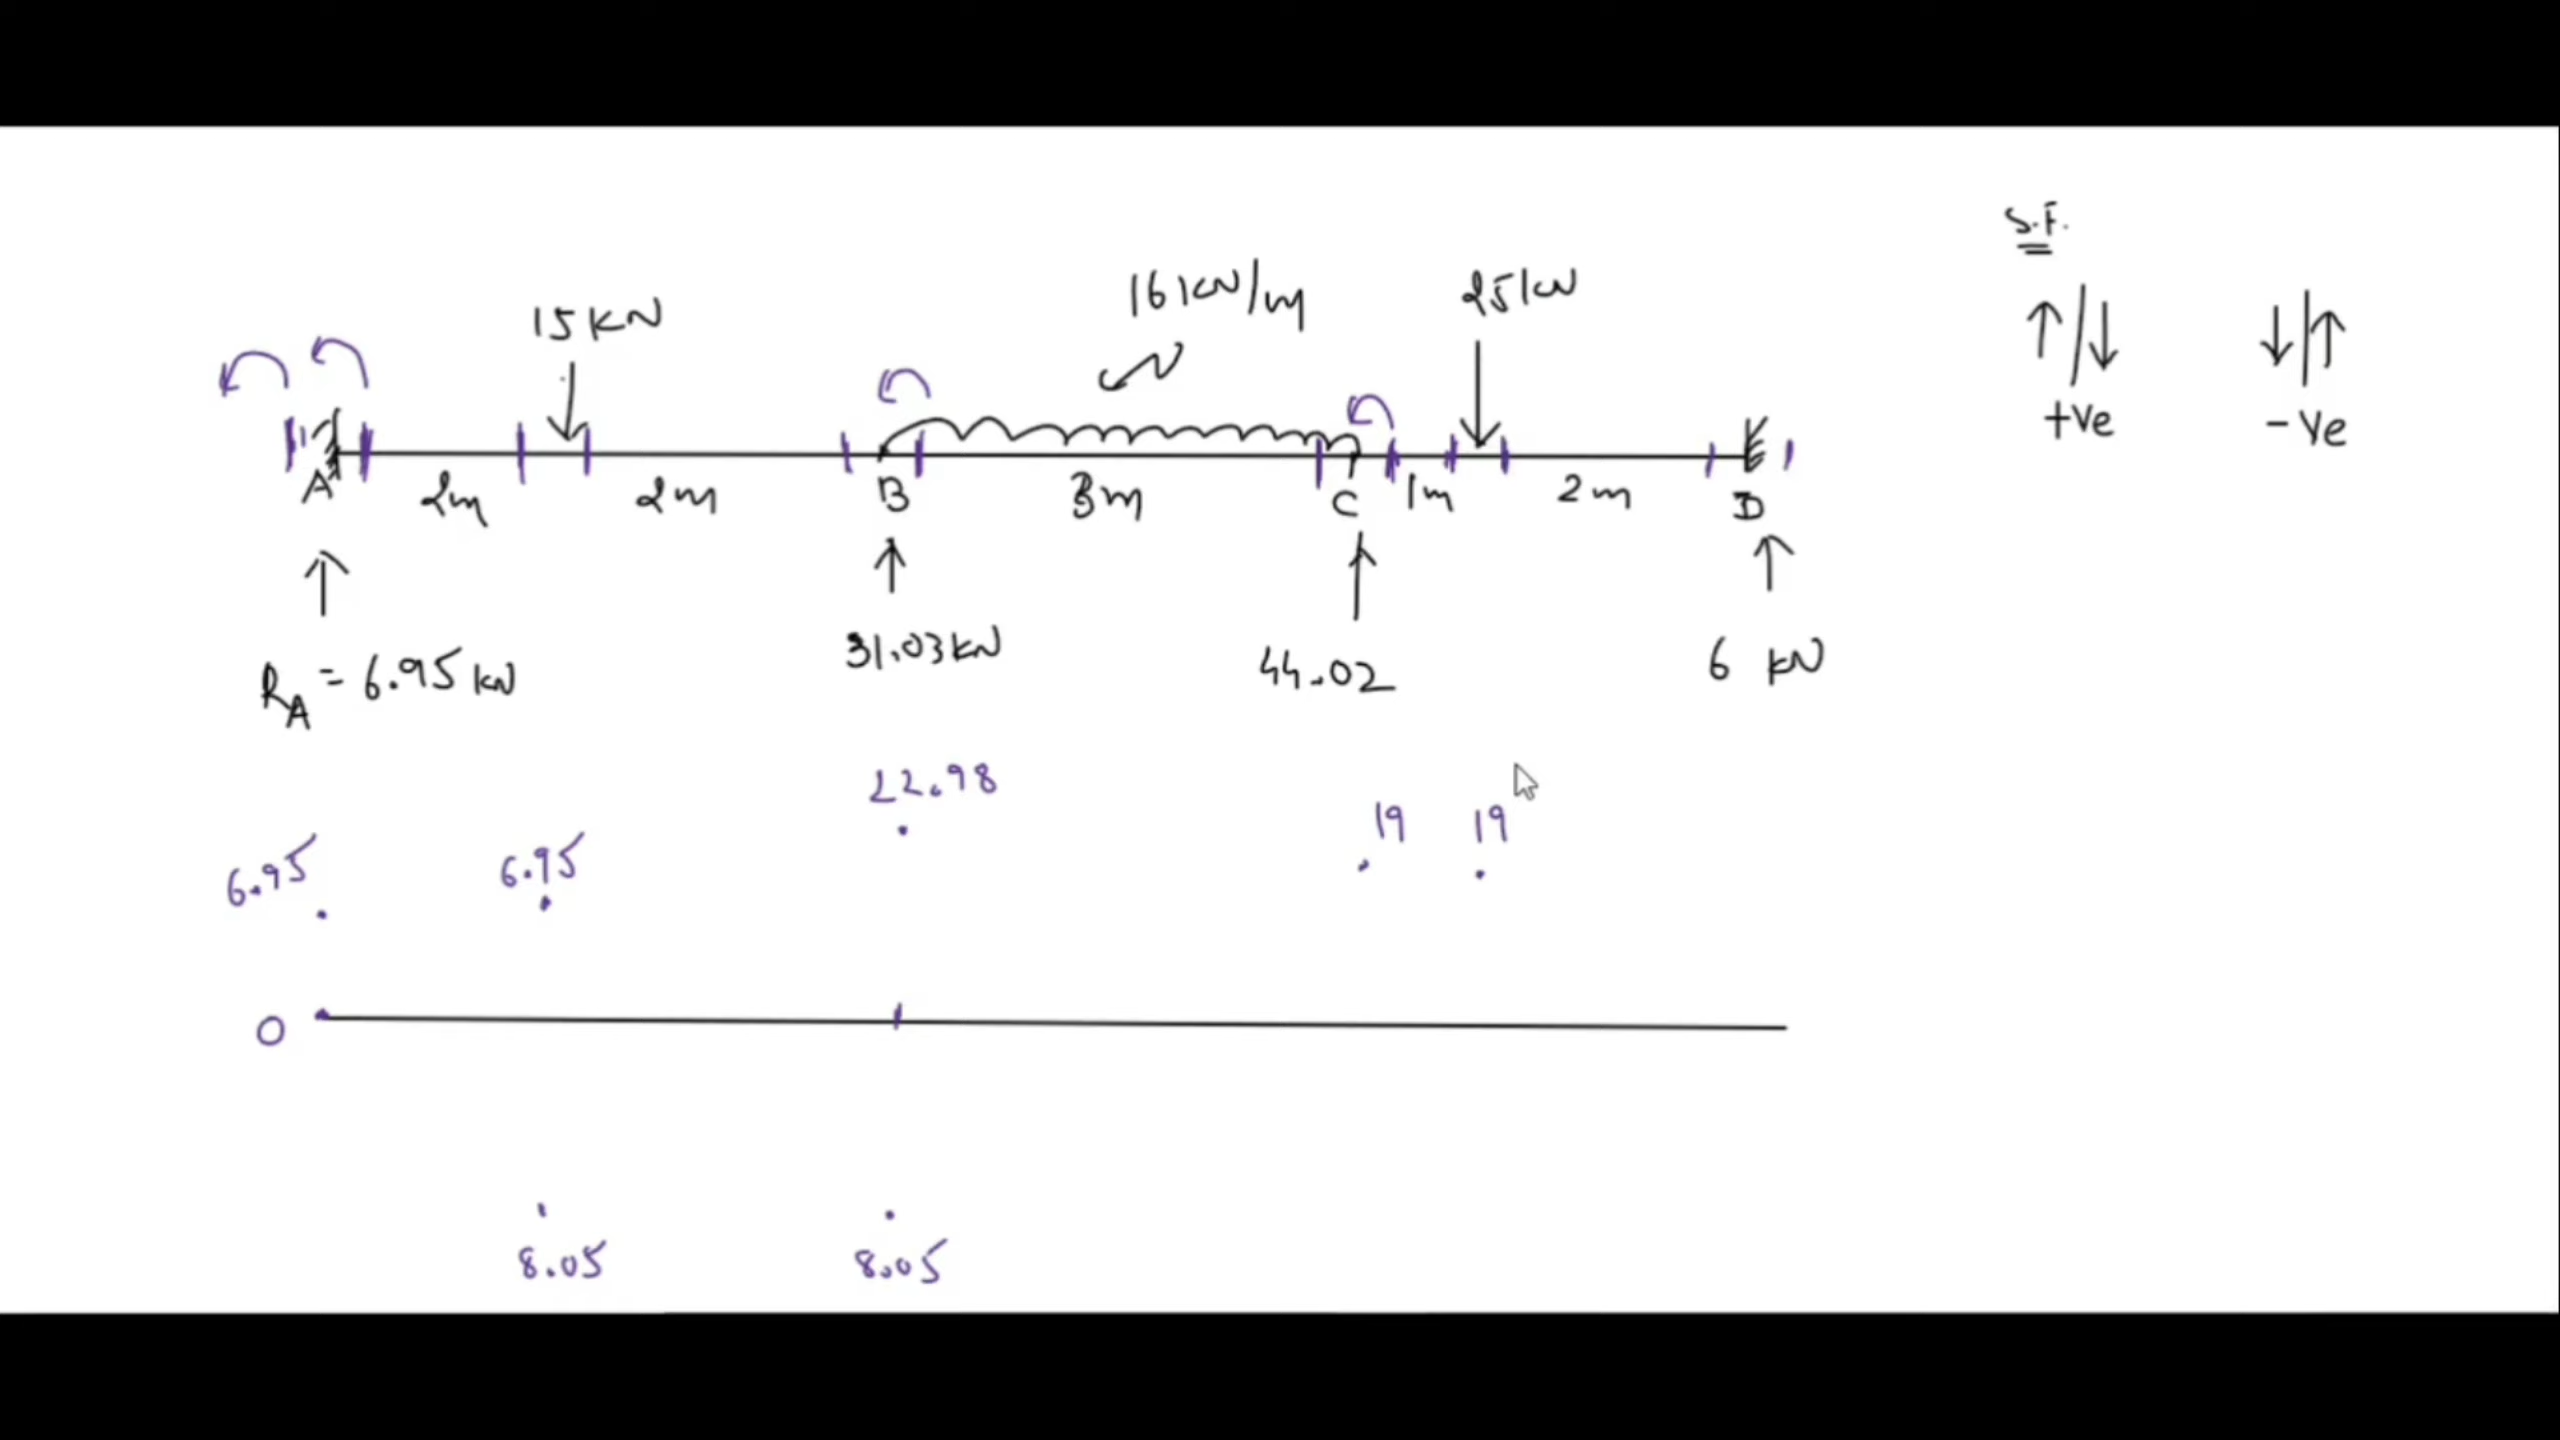 S.F.
15 KN
16 KN/m
25 kN
+Ve
-Ve
A
2m
2m
B
3m
C
1m
2m
D
R_A = 6.95 kN
31.03 kN
44.02
6 kN
6.95
6.95
22.98
19
19
0
8.05
8.05